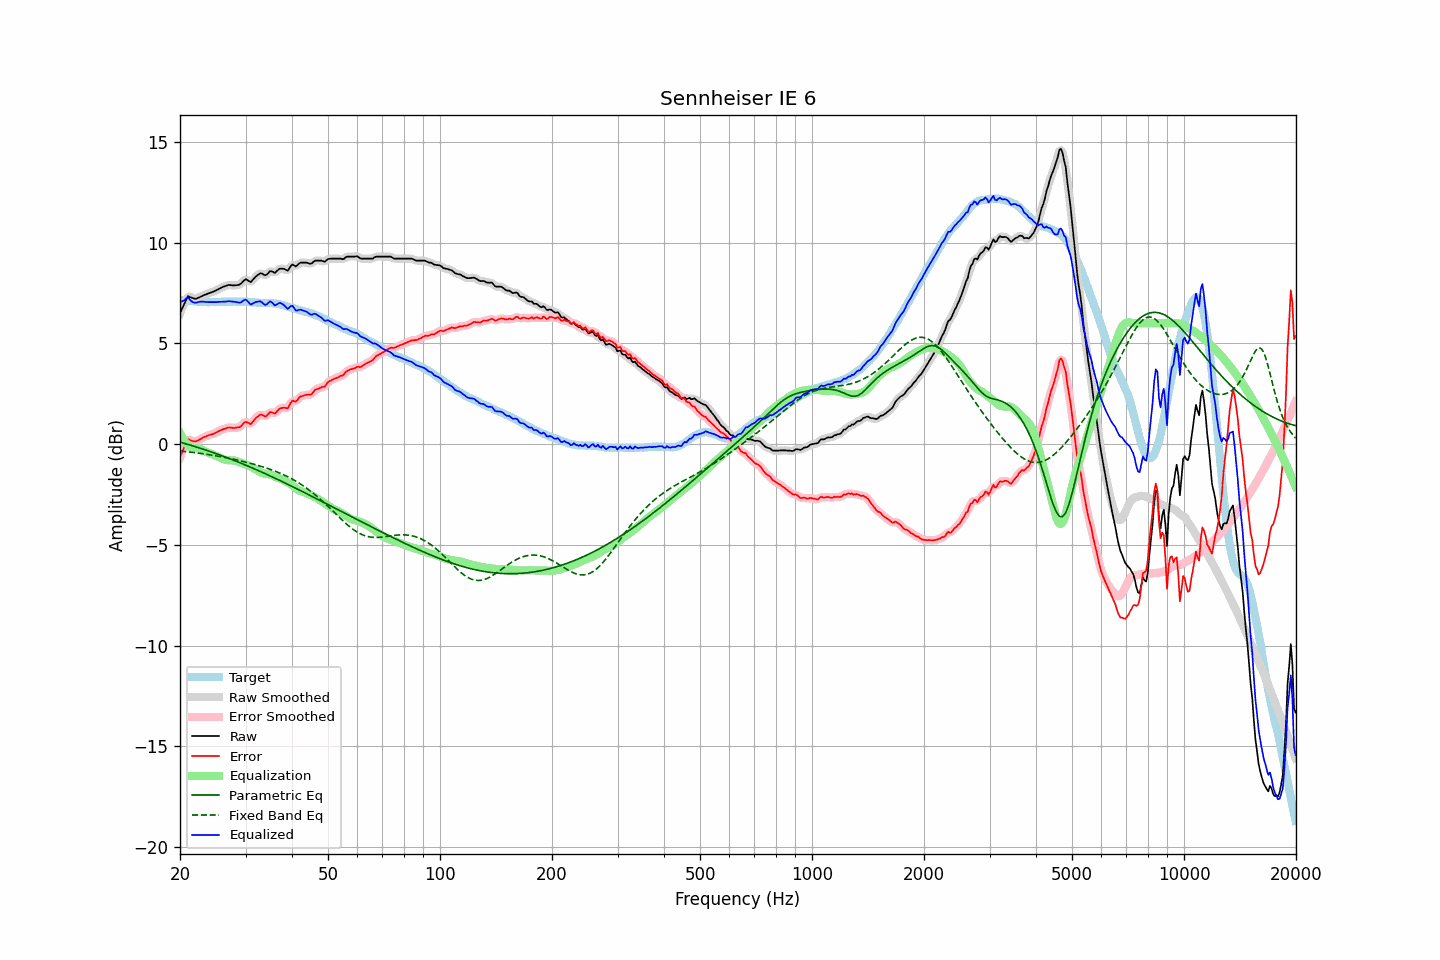 Sennheiser IE 6
Amplitude (dBr)
15
10
5
0
−5
−10
−15
−20
Target
Raw Smoothed
Error Smoothed
Raw
Error
Equalization
Parametric Eq
Fixed Band Eq
Equalized
20 50 100 200 500 1000 2000 5000 10000 20000
Frequency (Hz)